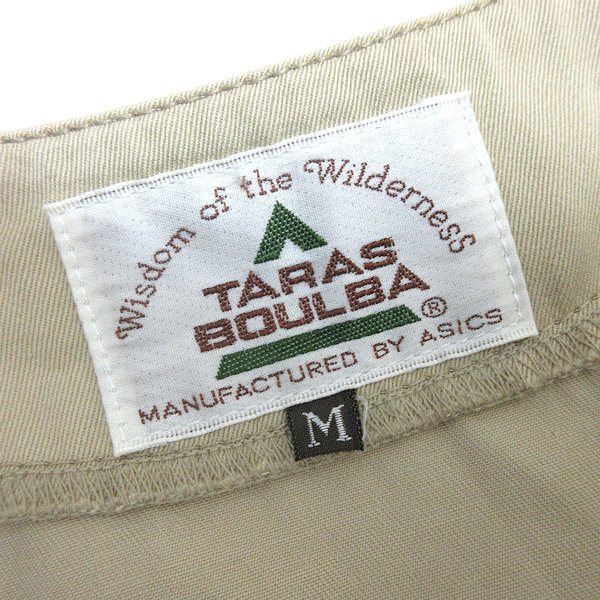 Wisdom of the Wilderness
TARAS
BOULBA®
MANUFACTURED BY ASICS
M